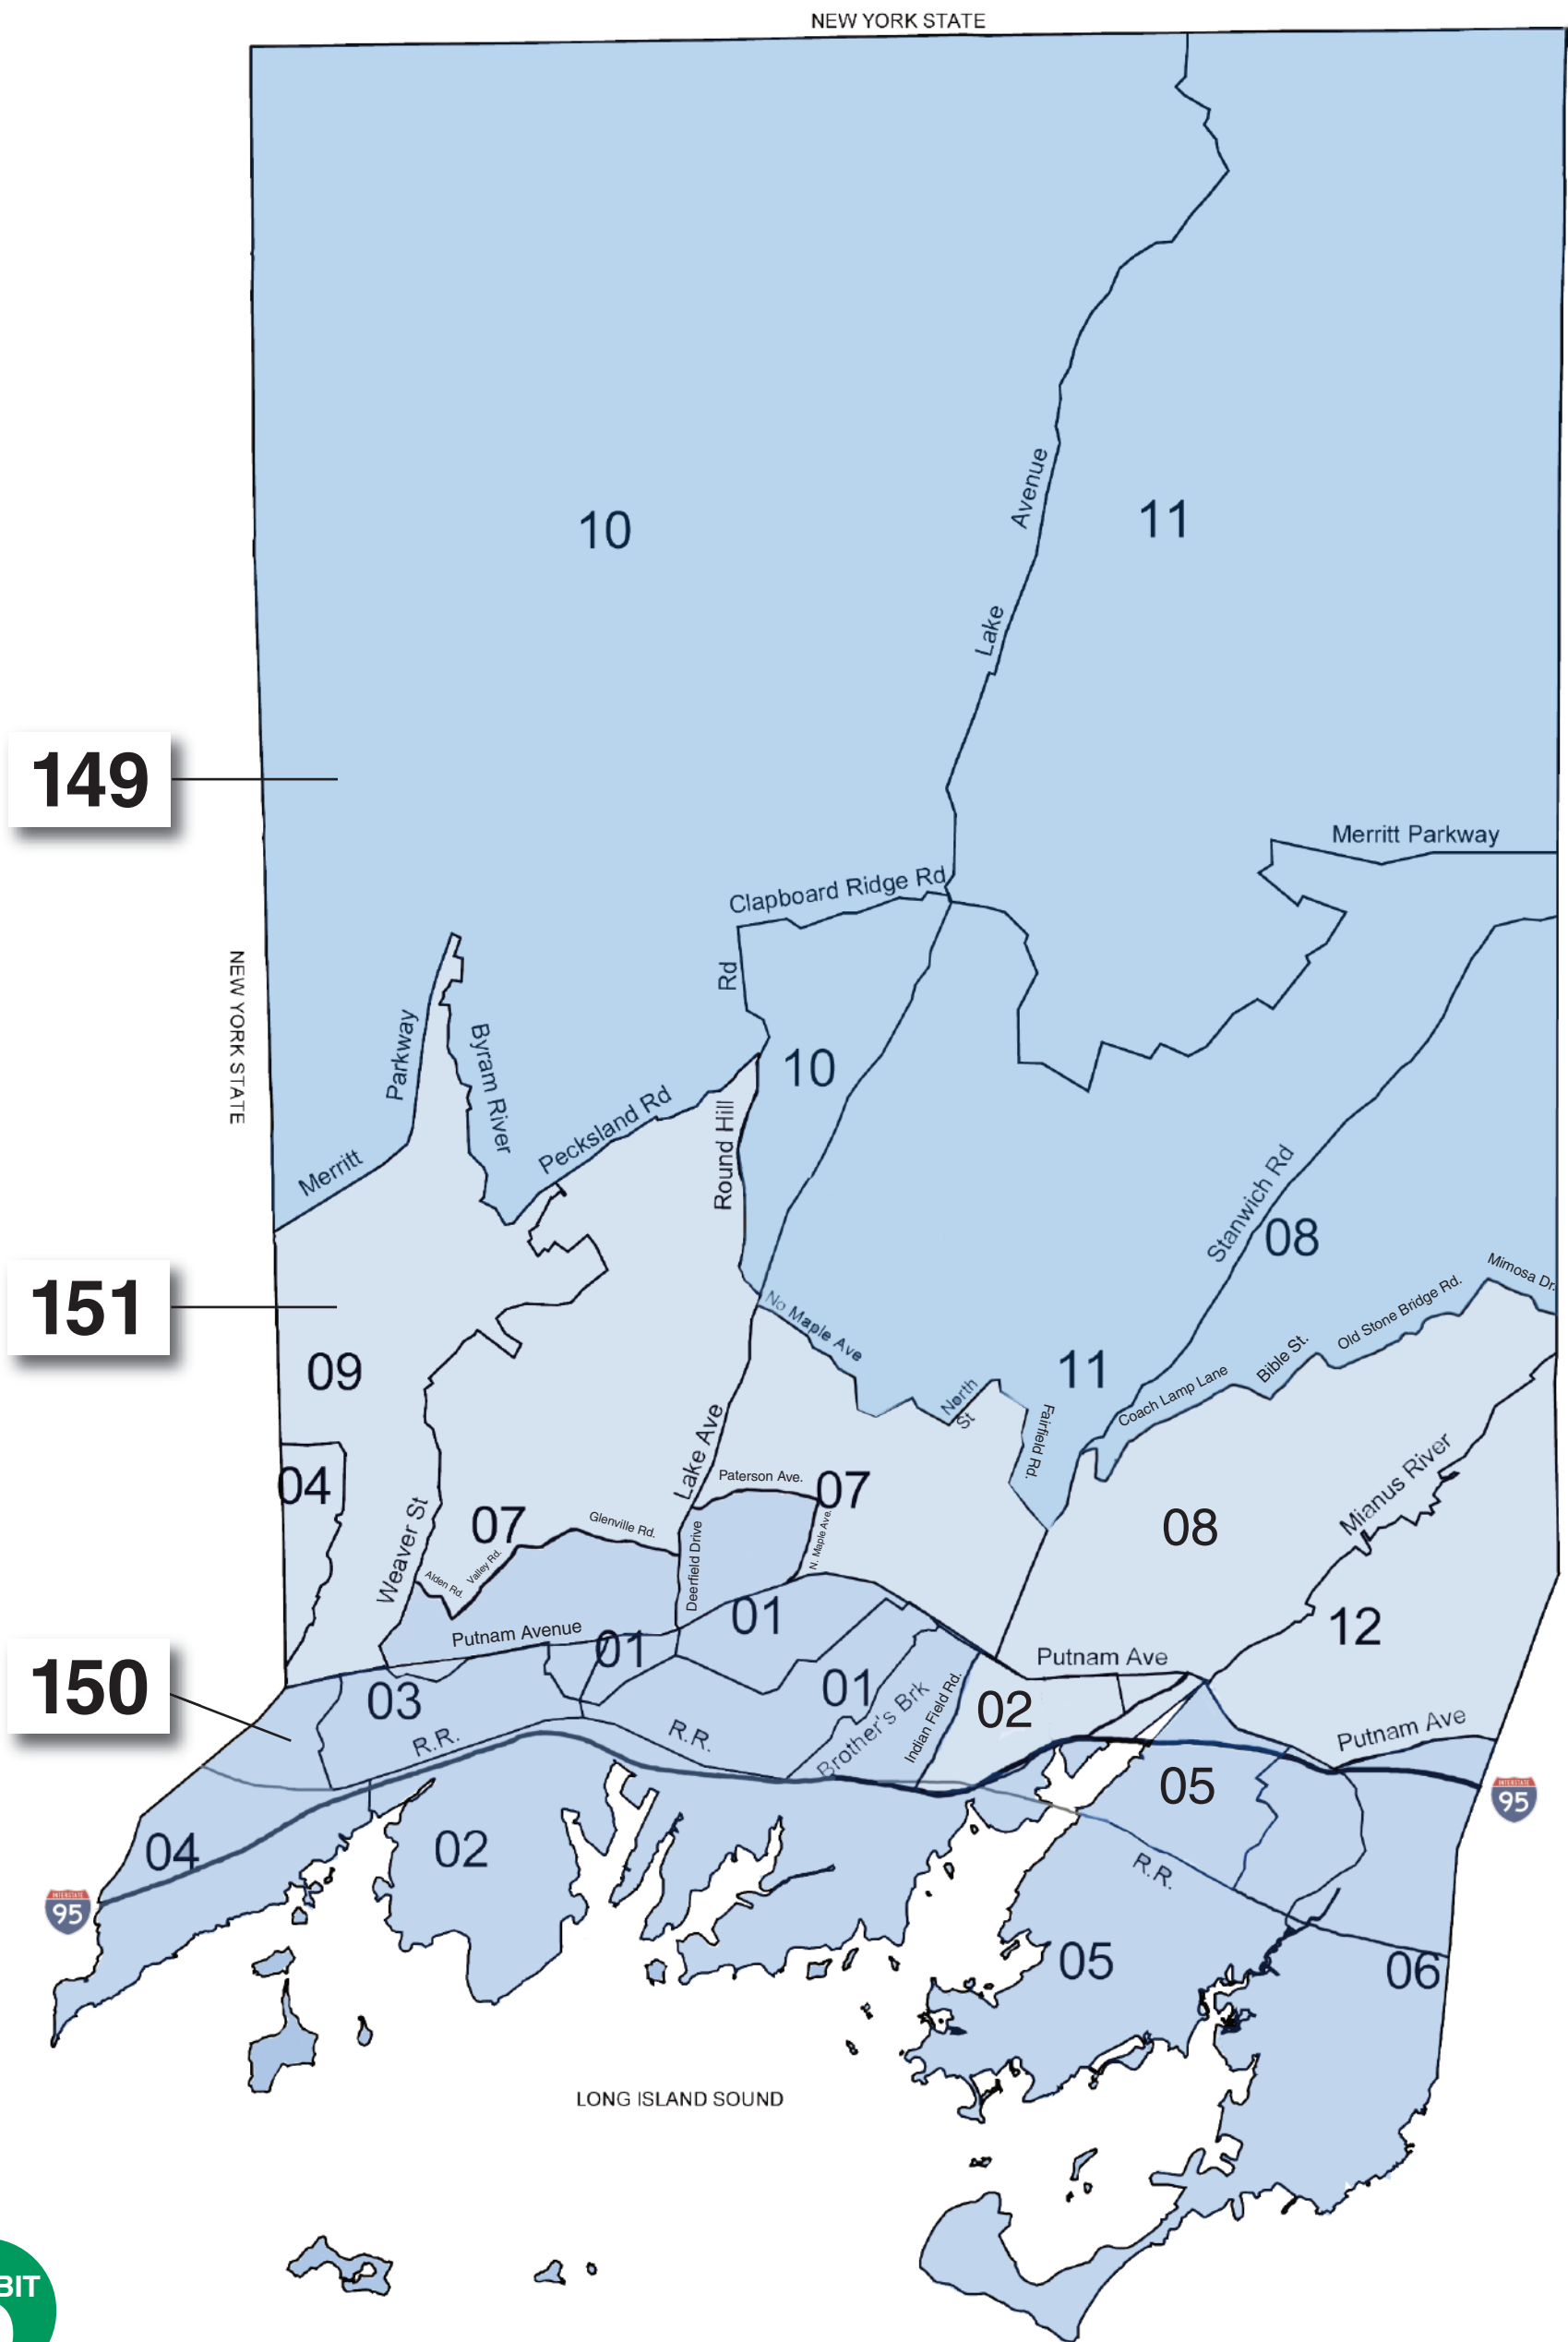 NEW YORK STATE
10
11
Avenue
Lake
149
Merritt Parkway
Clapboard Ridge Rd
NEW YORK STATE
Rd
Parkway
Byram River
10
Pecksland Rd
Round Hill
Merritt
Stanwich Rd
08
Mimosa Dr.
151
No Maple Ave
Old Stone Bridge Rd.
Bible St.
09
11
Coach Lamp Lane
North
St
Fairfield Rd.
Lake Ave
04
Paterson Ave.
07
Mianus River
Weaver St
07
Glenville Rd.
N. Maple Ave.
08
Valley Rd.
Alden Rd.
Deerfield Drive
01
12
Putnam Avenue
01
Putnam Ave
150
03
01
Brother's Brk
Indian Field Rd.
02
R.R.
R.R.
Putnam Ave
05
INTERSTATE
95
04
02
R.R.
INTERSTATE
95
05
06
LONG ISLAND SOUND
BIT